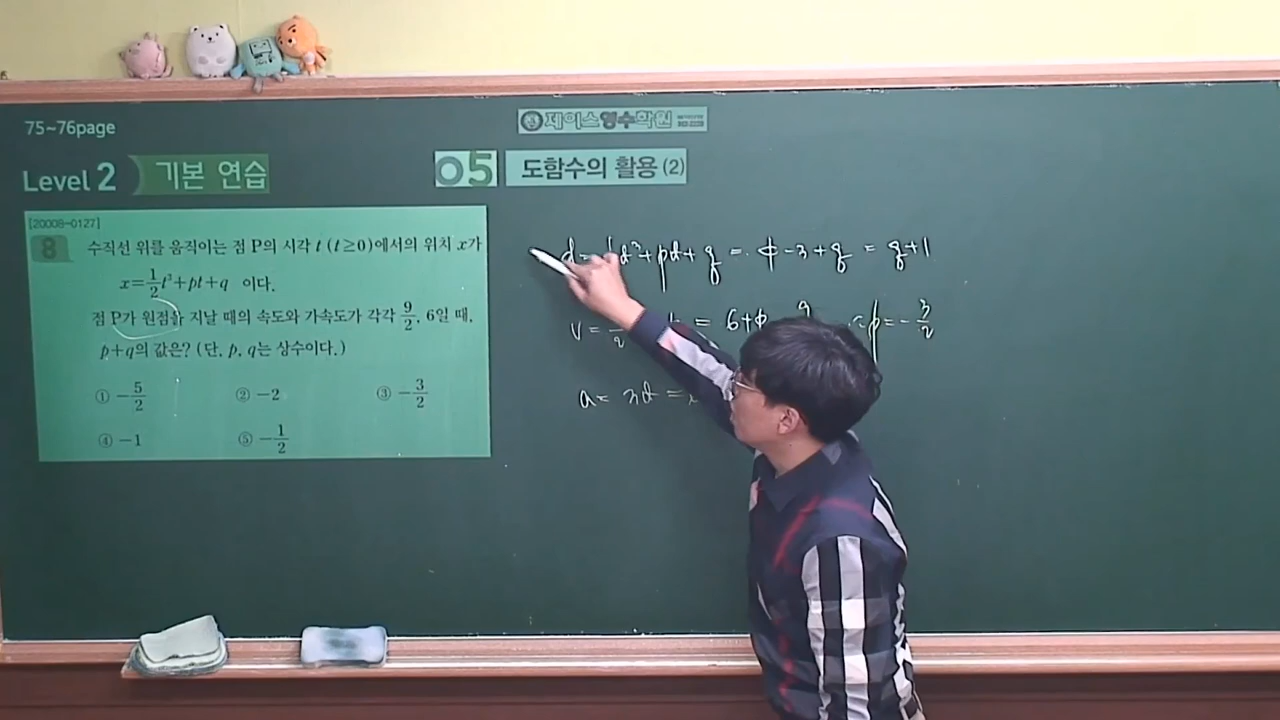 75~76page
제이스영수학원
Level 2 기본 연습
05 도함수의 활용 (2)
[20008-0127]
8 수직선 위를 움직이는 점 P의 시각 t (t≥0)에서의 위치 x가
x=1/2t³+pt+q 이다.
점 P가 원점을 지날 때의 속도와 가속도가 각각 9/2, 6일 때,
p+q의 값은? (단, p, q는 상수이다.)
① -5/2 ② -2 ③ -3/2
④ -1 ⑤ -1/2
+pt+q = 4-3+q = q+1
V= = 6+p p=-3/2
a= 3t =